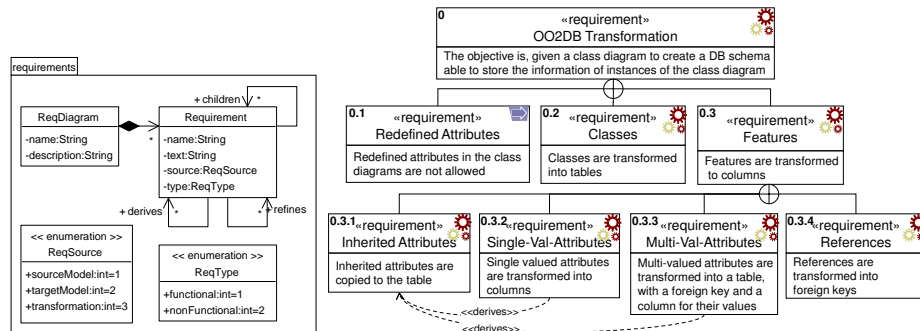 requirements
+ children
*
ReqDiagram
-name:String
-description:String
*
Requirement
-name:String
-text:String
-source:ReqSource
-type:ReqType
+ derives
*
*
+ refines
<< enumeration >>
ReqSource
+sourceModel:int=1
+targetModel:int=2
+transformation:int=3
<< enumeration >>
ReqType
+functional:int=1
+nonFunctional:int=2
0
«requirement»
OO2DB Transformation
The objective is, given a class diagram to create a DB schema
able to store the information of instances of the class diagram
0.1
«requirement»
Redefined Attributes
Redefined attributes in the class
diagrams are not allowed
0.2
«requirement»
Classes
Classes are transformed
into tables
0.3
«requirement»
Features
Features are transformed
to columns
0.3.1
«requirement»
Inherited Attributes
Inherited attributes are
copied to the table
0.3.2
«requirement»
Single-Val-Attributes
Single valued attributes
are transformed into
columns
0.3.3
«requirement»
Multi-Val-Attributes
Multi-valued attributes are
transformed into a table,
with a foreign key and a
column for their values
0.3.4
«requirement»
References
References are
transformed into
foreign keys
<<derives>>
<<derives>>